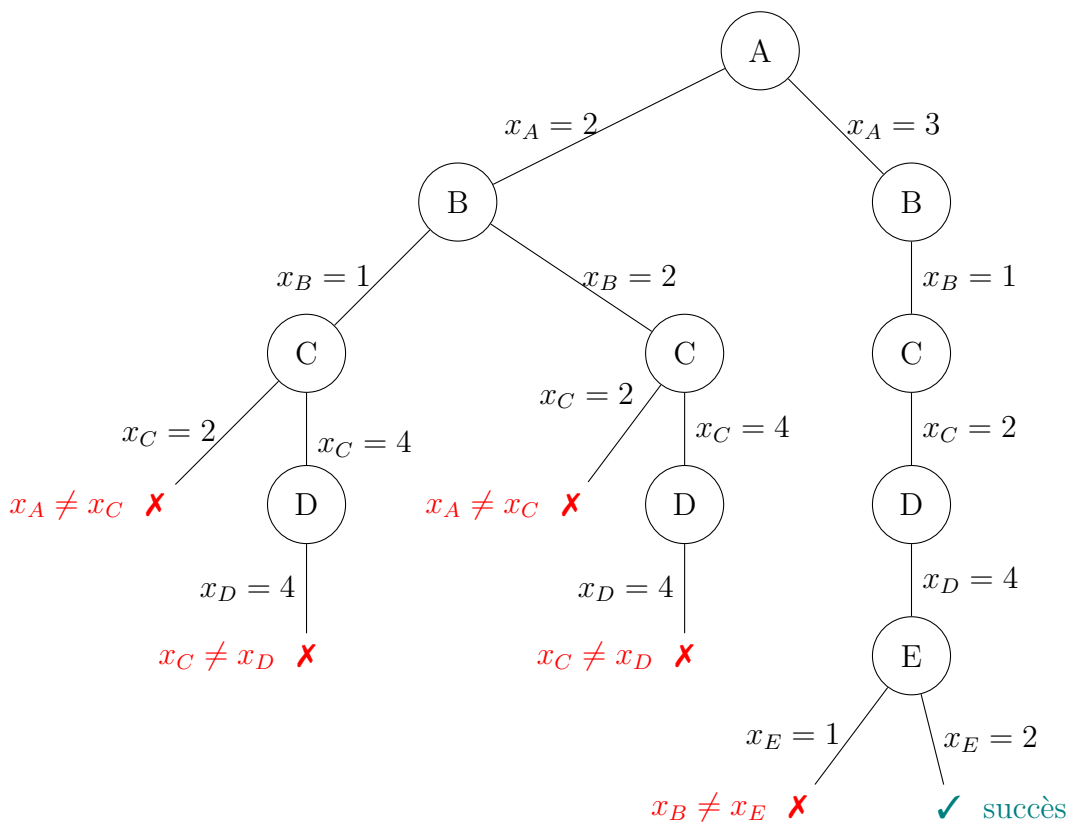 A
x_A = 2
x_A = 3
B
B
x_B = 1
x_B = 2
x_B = 1
C
C
C
x_C = 2
x_C = 4
x_C = 2
x_C = 4
x_C = 2
x_A ≠ x_C ✗
D
x_A ≠ x_C ✗
D
D
x_D = 4
x_D = 4
x_D = 4
x_C ≠ x_D ✗
x_C ≠ x_D ✗
E
x_E = 1
x_E = 2
x_B ≠ x_E ✗
✓ succès